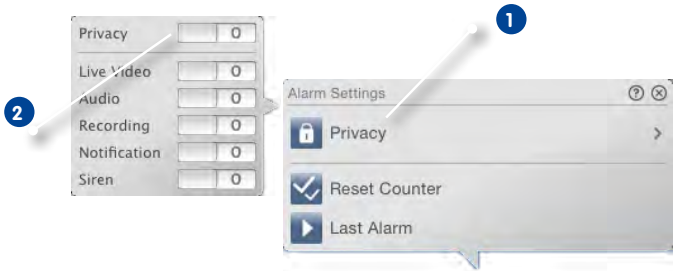 1
2
Privacy 0
Live Video 0
Audio 0
Recording 0
Notification 0
Siren 0
Alarm Settings ?
Privacy
Reset Counter
Last Alarm